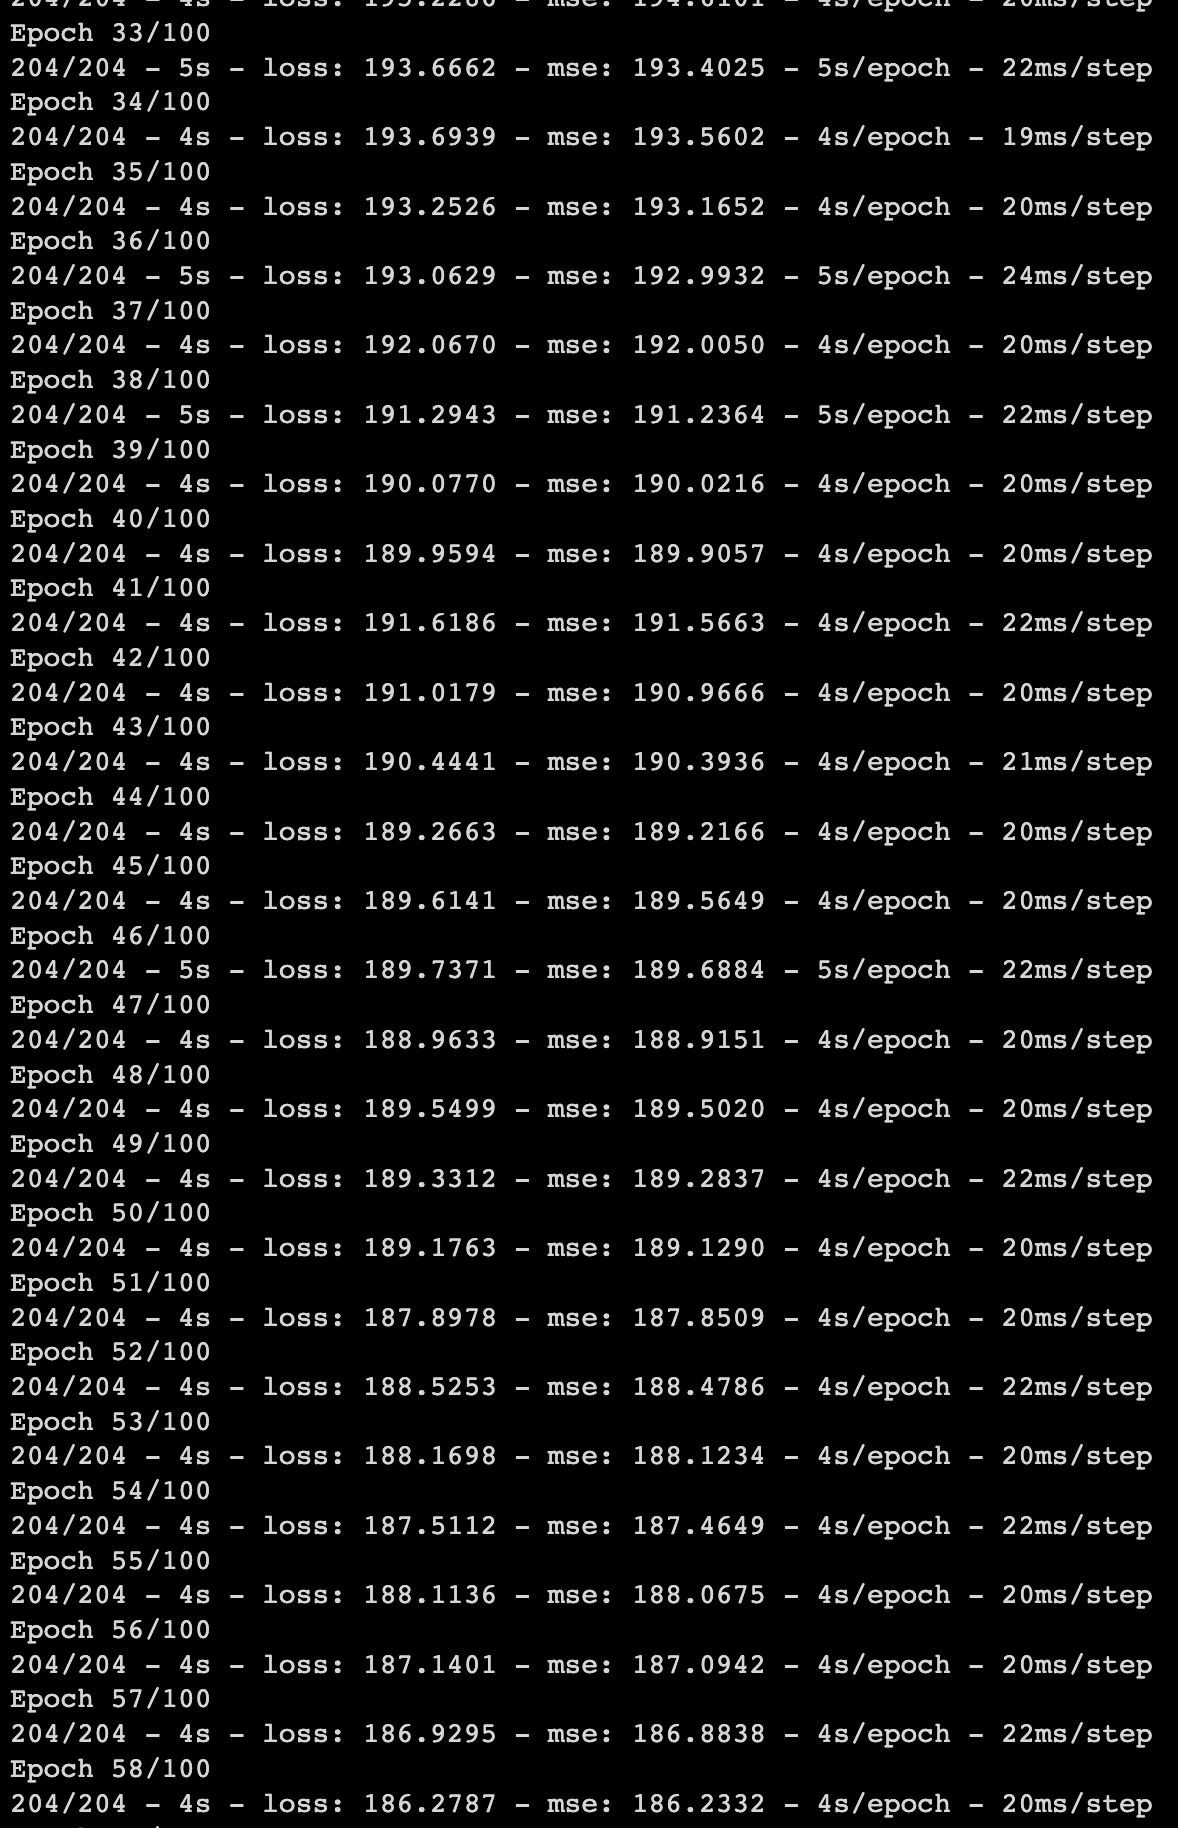 204/204 - 4s - loss: 195.2286 - mse: 194.6101 - 4s/epoch - 20ms/step
Epoch 33/100
204/204 - 5s - loss: 193.6662 - mse: 193.4025 - 5s/epoch - 22ms/step
Epoch 34/100
204/204 - 4s - loss: 193.6939 - mse: 193.5602 - 4s/epoch - 19ms/step
Epoch 35/100
204/204 - 4s - loss: 193.2526 - mse: 193.1652 - 4s/epoch - 20ms/step
Epoch 36/100
204/204 - 5s - loss: 193.0629 - mse: 192.9932 - 5s/epoch - 24ms/step
Epoch 37/100
204/204 - 4s - loss: 192.0670 - mse: 192.0050 - 4s/epoch - 20ms/step
Epoch 38/100
204/204 - 5s - loss: 191.2943 - mse: 191.2364 - 5s/epoch - 22ms/step
Epoch 39/100
204/204 - 4s - loss: 190.0770 - mse: 190.0216 - 4s/epoch - 20ms/step
Epoch 40/100
204/204 - 4s - loss: 189.9594 - mse: 189.9057 - 4s/epoch - 20ms/step
Epoch 41/100
204/204 - 4s - loss: 191.6186 - mse: 191.5663 - 4s/epoch - 22ms/step
Epoch 42/100
204/204 - 4s - loss: 191.0179 - mse: 190.9666 - 4s/epoch - 20ms/step
Epoch 43/100
204/204 - 4s - loss: 190.4441 - mse: 190.3936 - 4s/epoch - 21ms/step
Epoch 44/100
204/204 - 4s - loss: 189.2663 - mse: 189.2166 - 4s/epoch - 20ms/step
Epoch 45/100
204/204 - 4s - loss: 189.6141 - mse: 189.5649 - 4s/epoch - 20ms/step
Epoch 46/100
204/204 - 5s - loss: 189.7371 - mse: 189.6884 - 5s/epoch - 22ms/step
Epoch 47/100
204/204 - 4s - loss: 188.9633 - mse: 188.9151 - 4s/epoch - 20ms/step
Epoch 48/100
204/204 - 4s - loss: 189.5499 - mse: 189.5020 - 4s/epoch - 20ms/step
Epoch 49/100
204/204 - 4s - loss: 189.3312 - mse: 189.2837 - 4s/epoch - 22ms/step
Epoch 50/100
204/204 - 4s - loss: 189.1763 - mse: 189.1290 - 4s/epoch - 20ms/step
Epoch 51/100
204/204 - 4s - loss: 187.8978 - mse: 187.8509 - 4s/epoch - 20ms/step
Epoch 52/100
204/204 - 4s - loss: 188.5253 - mse: 188.4786 - 4s/epoch - 22ms/step
Epoch 53/100
204/204 - 4s - loss: 188.1698 - mse: 188.1234 - 4s/epoch - 20ms/step
Epoch 54/100
204/204 - 4s - loss: 187.5112 - mse: 187.4649 - 4s/epoch - 22ms/step
Epoch 55/100
204/204 - 4s - loss: 188.1136 - mse: 188.0675 - 4s/epoch - 20ms/step
Epoch 56/100
204/204 - 4s - loss: 187.1401 - mse: 187.0942 - 4s/epoch - 20ms/step
Epoch 57/100
204/204 - 4s - loss: 186.9295 - mse: 186.8838 - 4s/epoch - 22ms/step
Epoch 58/100
204/204 - 4s - loss: 186.2787 - mse: 186.2332 - 4s/epoch - 20ms/step